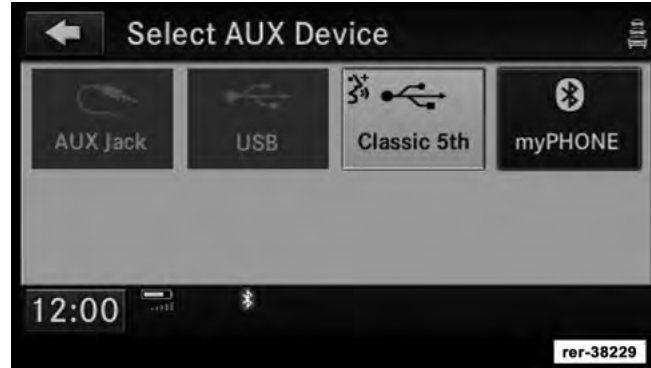 Select AUX Device
AUX Jack
USB
Classic 5th
myPHONE
12:00
rer-38229